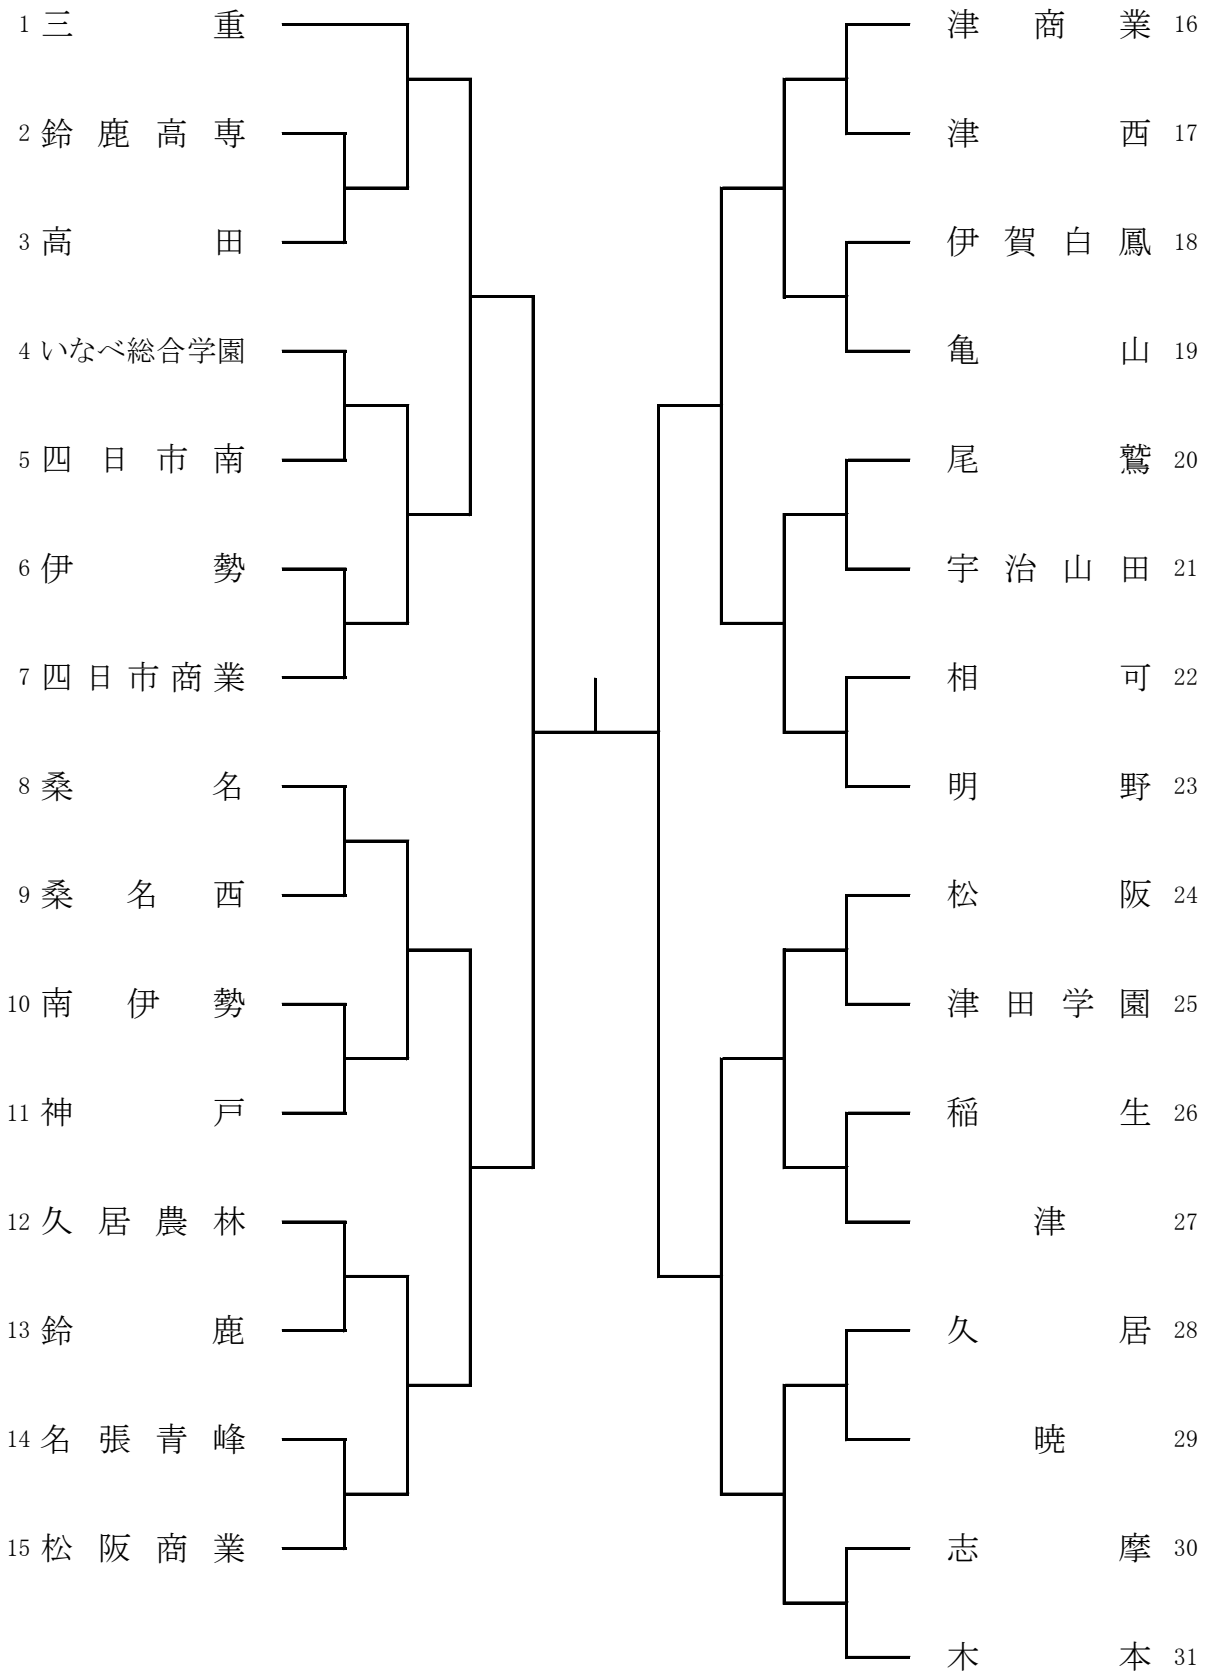 1 三重
2 鈴鹿高専
3 高田
4 いなべ総合学園
5 四日市南
6 伊勢
7 四日市商業
8 桑名
9 桑名西
10 南伊勢
11 神戸
12 久居農林
13 鈴鹿
14 名張青峰
15 松阪商業
津商業 16
津西 17
伊賀白鳳 18
亀山 19
尾鷲 20
宇治山田 21
相可 22
明野 23
松阪 24
津田学園 25
稲生 26
津 27
久居 28
暁 29
志摩 30
木本 31